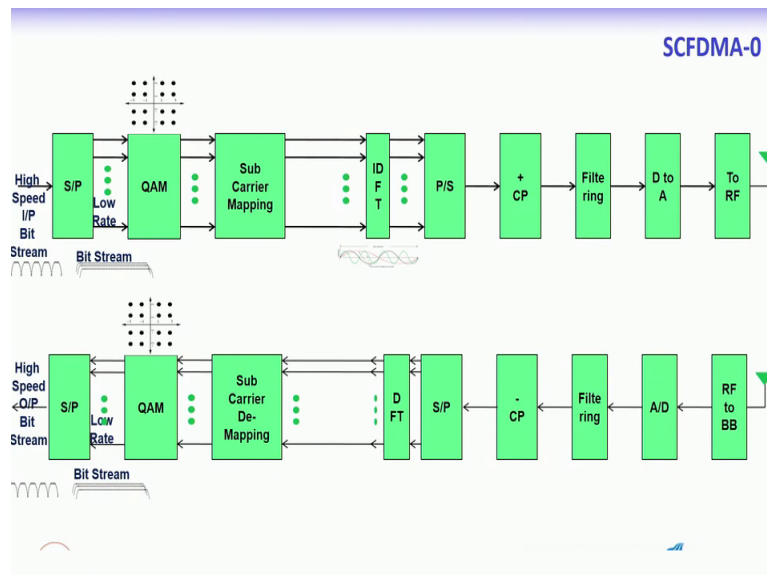 SCFDMA-0
High
Speed
I/P
Bit
Stream
S/P
Low
Rate
Bit Stream
QAM
Sub
Carrier
Mapping
ID
F
T
P/S
+
CP
Filte
ring
D to
A
To
RF
High
Speed
O/P
Bit
Stream
S/P
Low
Rate
Bit Stream
QAM
Sub
Carrier
De-
Mapping
D
FT
S/P
-
CP
Filte
ring
A/D
RF
to
BB